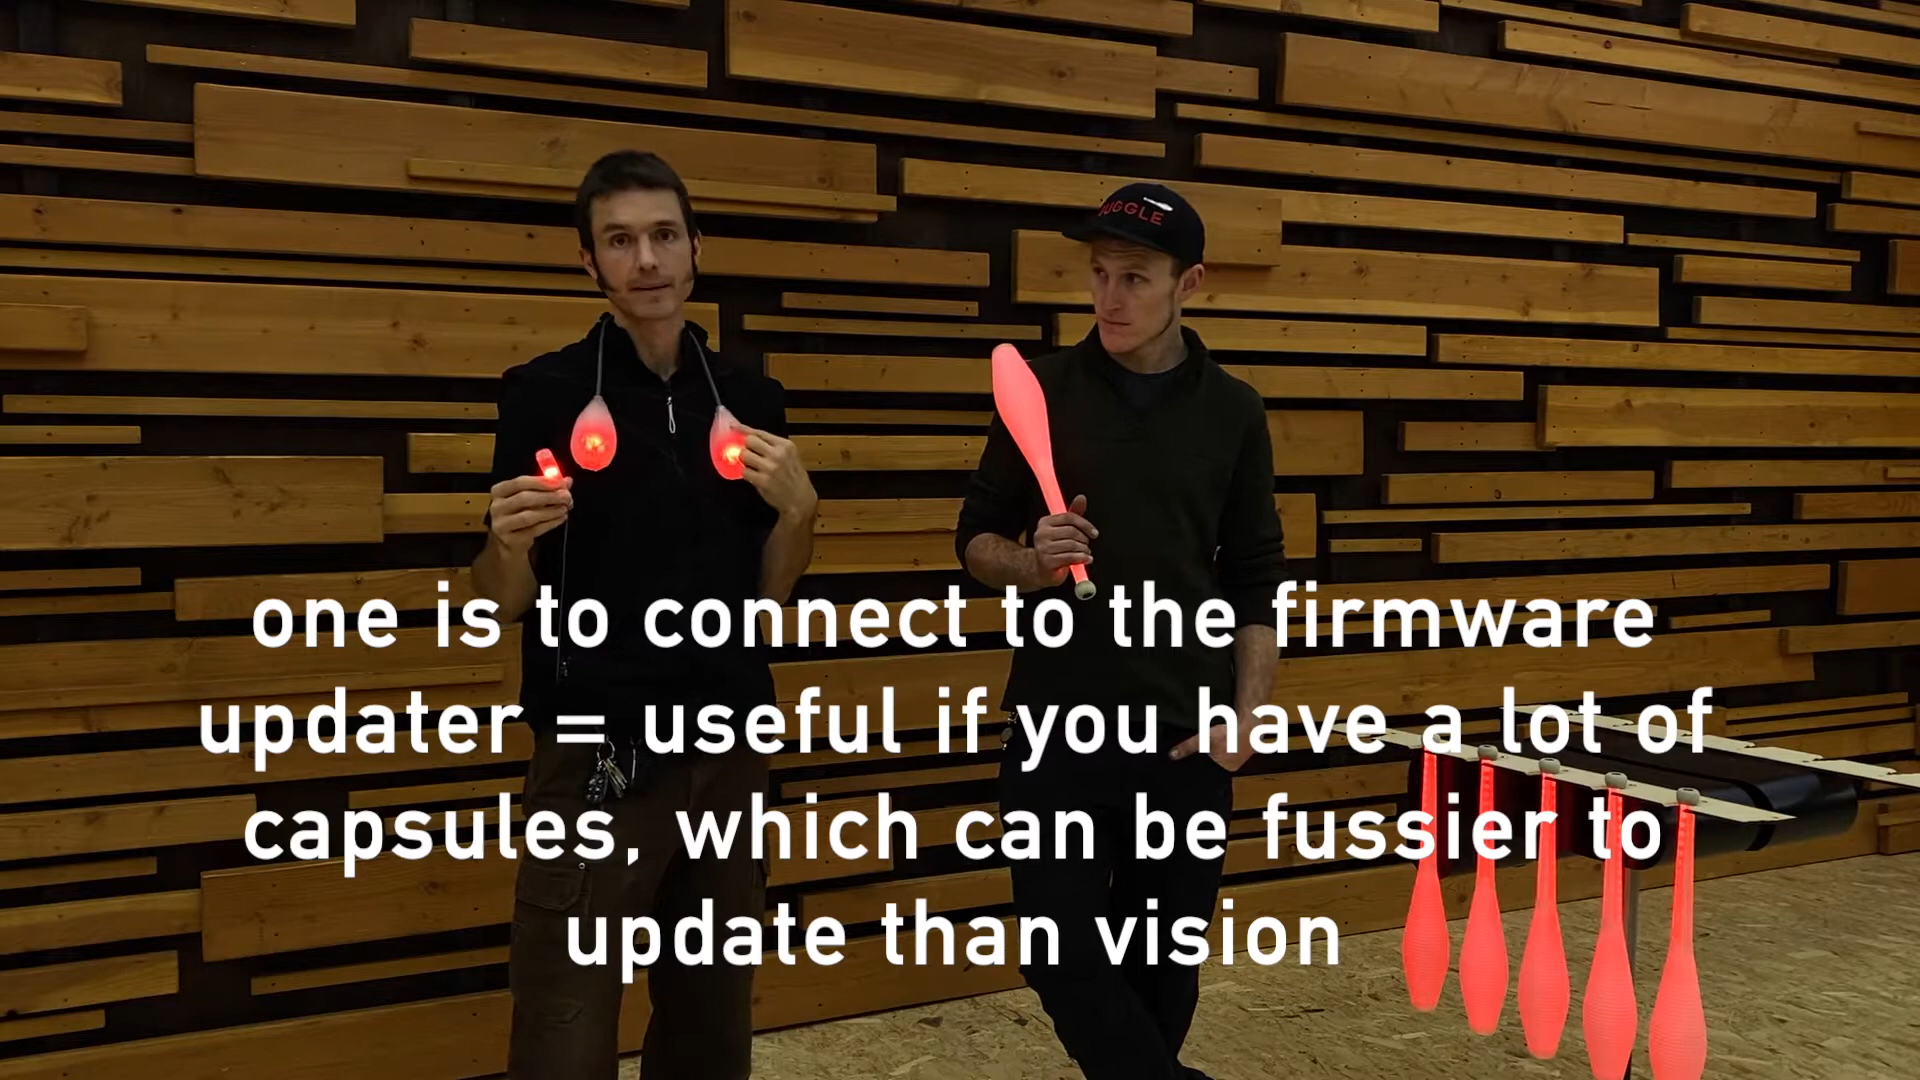 JUGGLE
one is to connect to the firmware
updater = useful if you have a lot of
capsules, which can be fussier to
update than vision